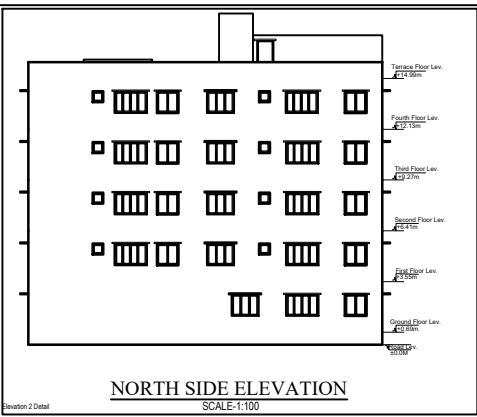 Terrace Floor Lev.
+14.99m
Fourth Floor Lev.
+12.13m
Third Floor Lev.
+9.27m
Second Floor Lev.
+6.41m
First Floor Lev.
+3.55m
Ground Floor Lev.
+0.69m
Road Lev.
±0.0M
NORTH SIDE ELEVATION
SCALE-1:100
Elevation 2 Detail